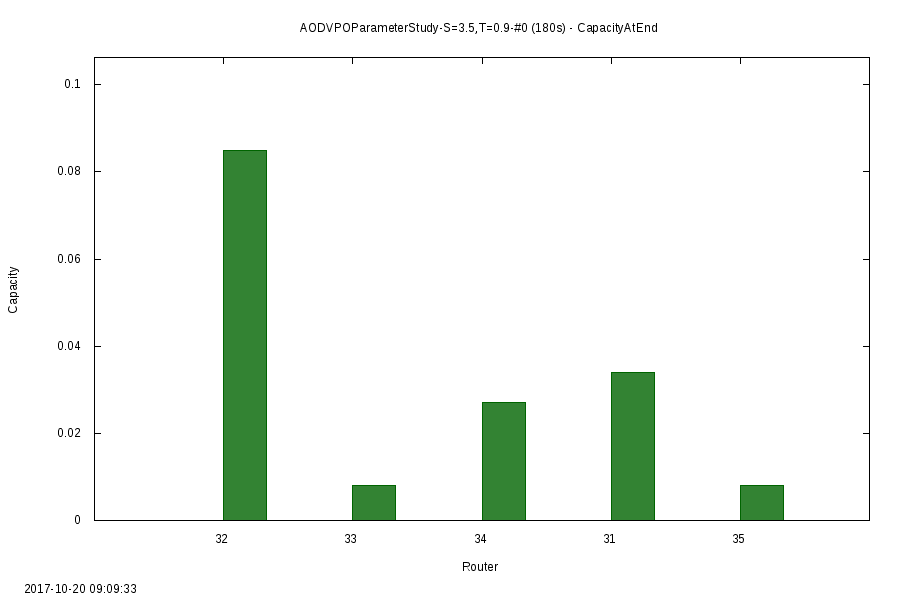 AODVPOParameterStudy-S=3.5,T=0.9-#0 (180s) - CapacityAtEnd
0.1
0.08
0.06
0.04
0.02
0
Capacity
32 33 34 31 35
Router
2017-10-20 09:09:33